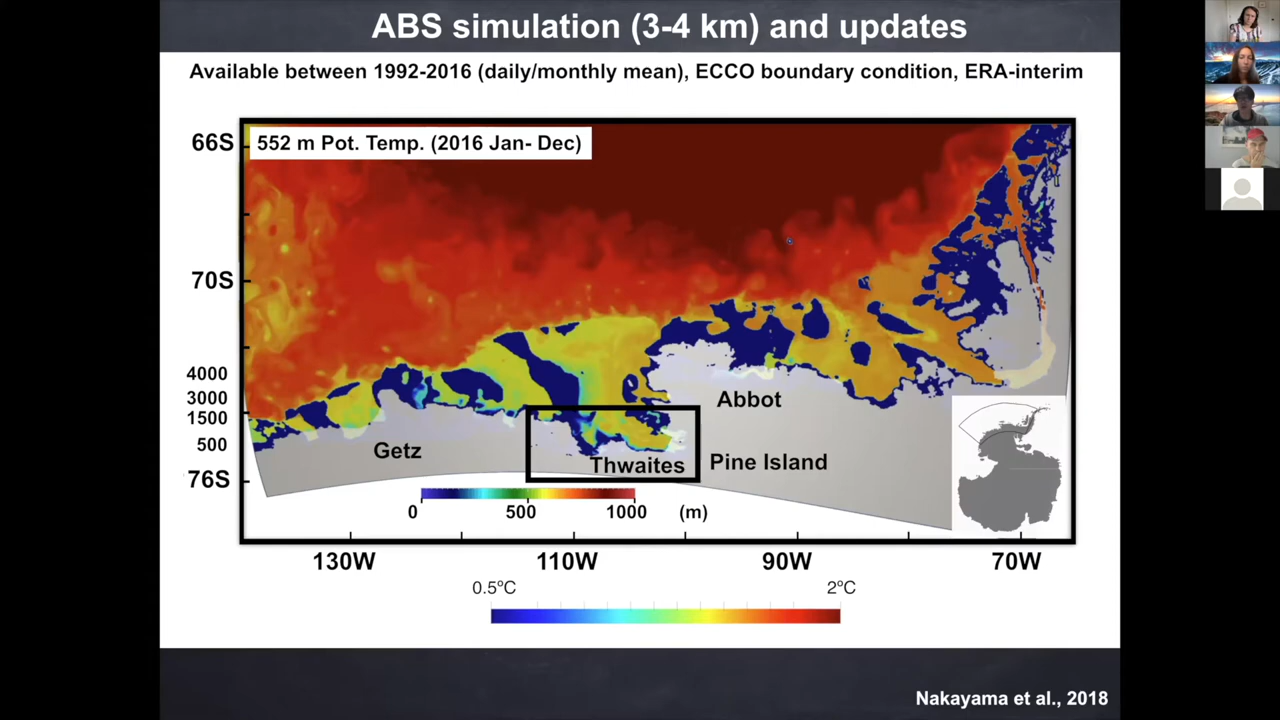 ABS simulation (3-4 km) and updates
Available between 1992-2016 (daily/monthly mean), ECCO boundary condition, ERA-interim
552 m Pot. Temp. (2016 Jan- Dec)
66S
70S
4000
3000
1500
500
76S
Abbot
Getz
Thwaites
Pine Island
0
500
1000
(m)
130W
110W
90W
70W
0.5ºC
2ºC
Nakayama et al., 2018